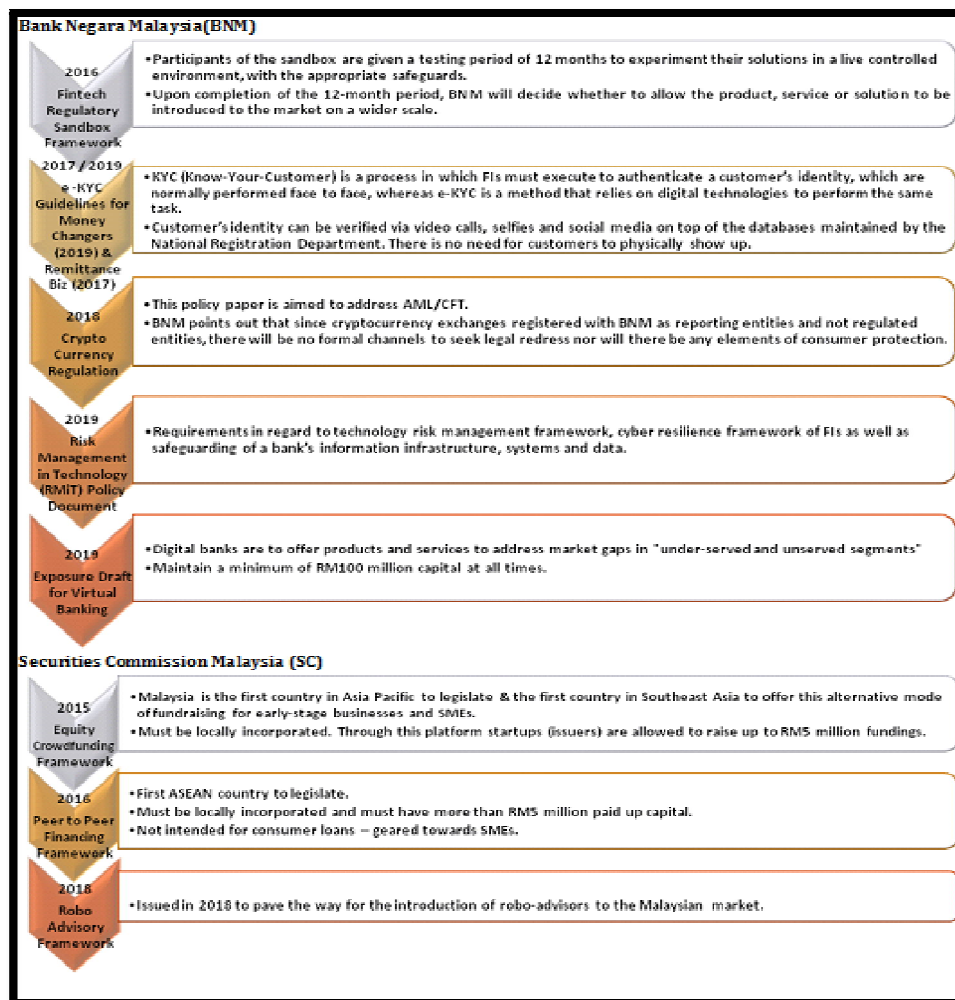 Bank Negara Malaysia(BNM)
2016
Fintech
Regulatory
Sandbox
Framework
•Participants of the sandbox are given a testing period of 12 months to experiment their solutions in a live controlled
environment, with the appropriate safeguards.
•Upon completion of the 12-month period, BNM will decide whether to allow the product, service or solution to be
introduced to the market on a wider scale.
2017 / 2019
e-KYC
Guidelines for
Money
Changers
(2019) &
Remittance
Biz (2017)
•KYC (Know-Your-Customer) is a process in which FIs must execute to authenticate a customer's identity, which are
normally performed face to face, whereas e-KYC is a method that relies on digital technologies to perform the same
task.
•Customer's identity can be verified via video calls, selfies and social media on top of the databases maintained by the
National Registration Department. There is no need for customers to physically show up.
2018
Crypto
Currency
Regulation
•This policy paper is aimed to address AML/CFT.
•BNM points out that since cryptocurrency exchanges registered with BNM as reporting entities and not regulated
entities, there will be no formal channels to seek legal redress nor will there be any elements of consumer protection.
2019
Risk
Management
in Technology
(RMiT) Policy
Document
•Requirements in regard to technology risk management framework, cyber resilience framework of FIs as well as
safeguarding of a bank's information infrastructure, systems and data.
2019
Exposure Draft
for Virtual
Banking
•Digital banks are to offer products and services to address market gaps in "under-served and unserved segments"
•Maintain a minimum of RM100 million capital at all times.
Securities Commission Malaysia (SC)
2015
Equity
Crowdfunding
Framework
•Malaysia is the first country in Asia Pacific to legislate & the first country in Southeast Asia to offer this alternative mode
of fundraising for early-stage businesses and SMEs.
•Must be locally incorporated. Through this platform startups (issuers) are allowed to raise up to RM5 million fundings.
2016
Peer to Peer
Financing
Framework
•First ASEAN country to legislate.
•Must be locally incorporated and must have more than RM5 million paid up capital.
•Not intended for consumer loans – geared towards SMEs.
2018
Robo
Advisory
Framework
•Issued in 2018 to pave the way for the introduction of robo-advisors to the Malaysian market.